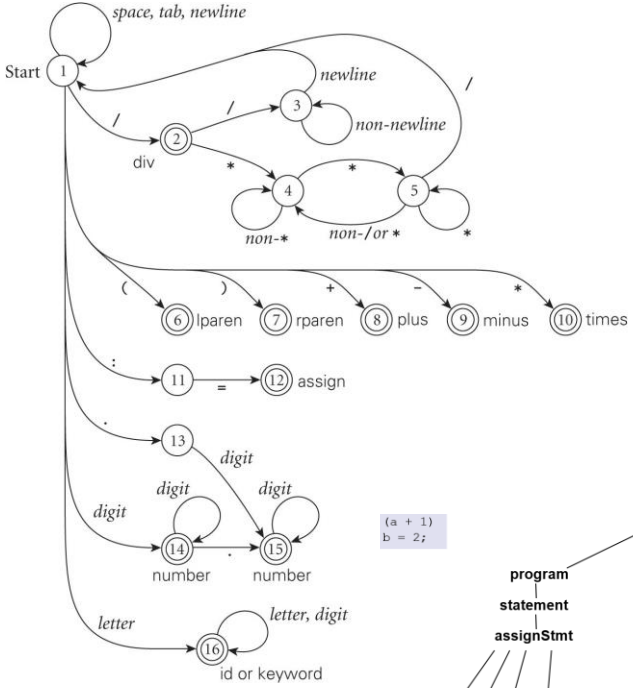 space, tab, newline
Start 1
newline
/
/ / 3
2 non-newline
div * *
4 5
non-* non-/or * *
( ) + - *
6 lparen 7 rparen 8 plus 9 minus 10 times
:
11 = 12 assign
.
13
digit
digit digit
digit
14 . 15
number number
(a + 1)
b = 2;
program
statement
assignStmt
letter letter, digit
16
id or keyword